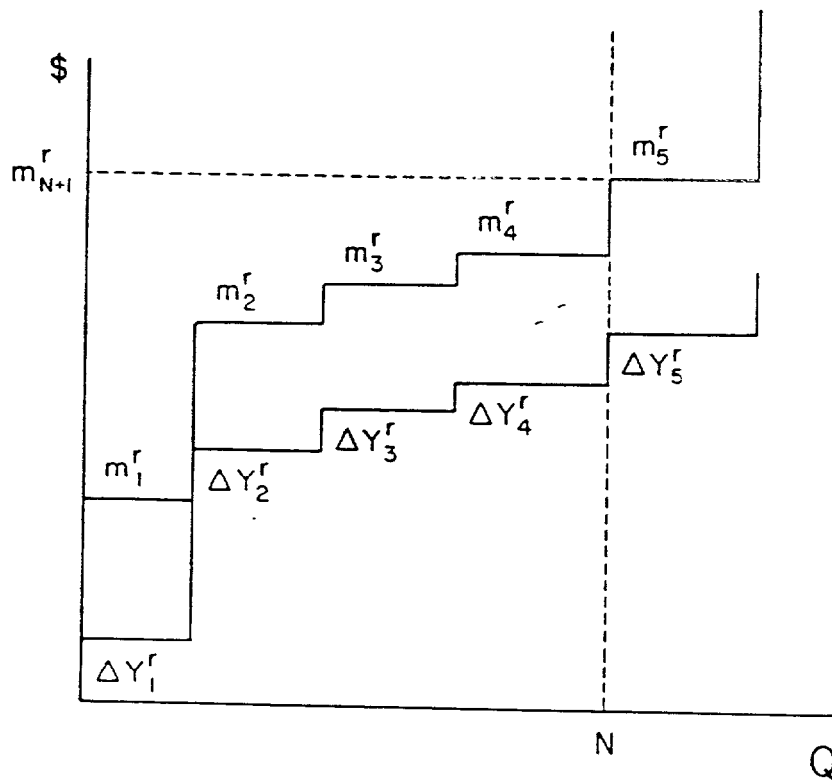 $
m^r_{N+1}
m^r_5
m^r_4
m^r_3
m^r_2
m^r_1
ΔY^r_5
ΔY^r_4
ΔY^r_3
ΔY^r_2
ΔY^r_1
N
Q